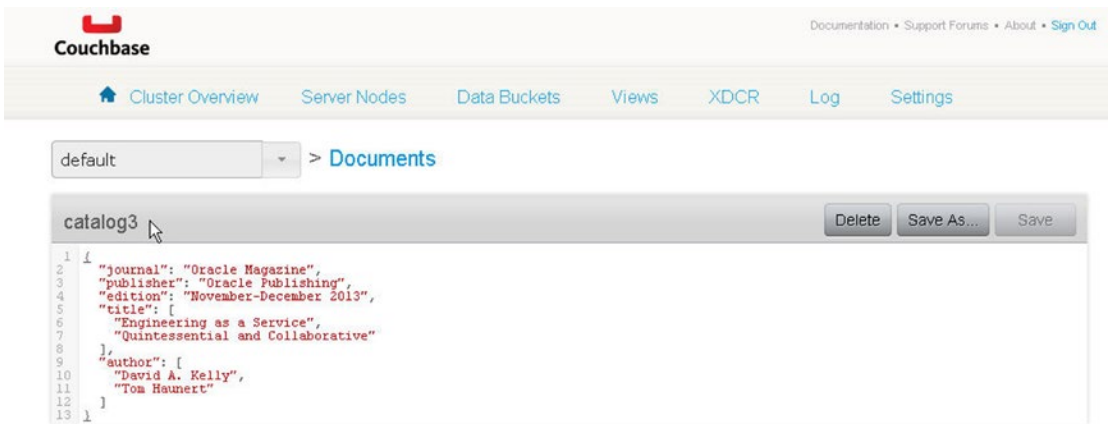 Documentation • Support Forums • About • Sign Out
Couchbase
Cluster Overview Server Nodes Data Buckets Views XDCR Log Settings
default > Documents
catalog3 Delete Save As... Save
1 {
2 "journal": "Oracle Magazine",
3 "publisher": "Oracle Publishing",
4 "edition": "November-December 2013",
5 "title": [
6 "Engineering as a Service",
7 "Quintessential and Collaborative"
8 ],
9 "author": [
10 "David A. Kelly",
11 "Tom Haunert"
12 ]
13 }